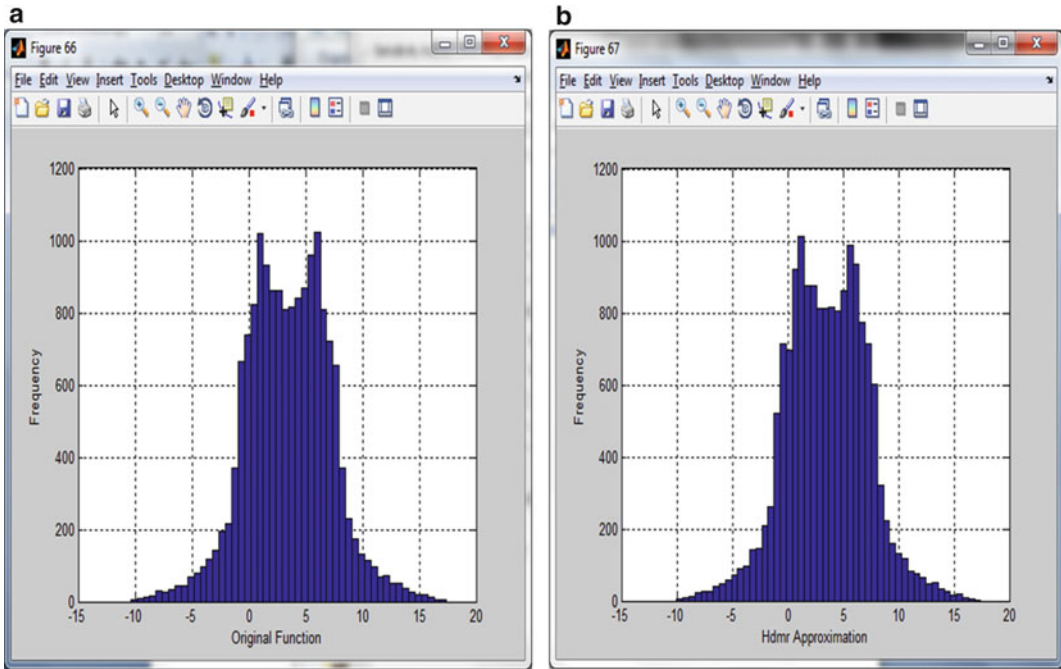 a
Figure 66
File Edit View Insert Tools Desktop Window Help
1200
1000
800
600
400
200
0
Frequency
-15 -10 -5 0 5 10 15 20
Original Function
b
Figure 67
File Edit View Insert Tools Desktop Window Help
1200
1000
800
600
400
200
0
Frequency
-15 -10 -5 0 5 10 15 20
Hdmr Approximation